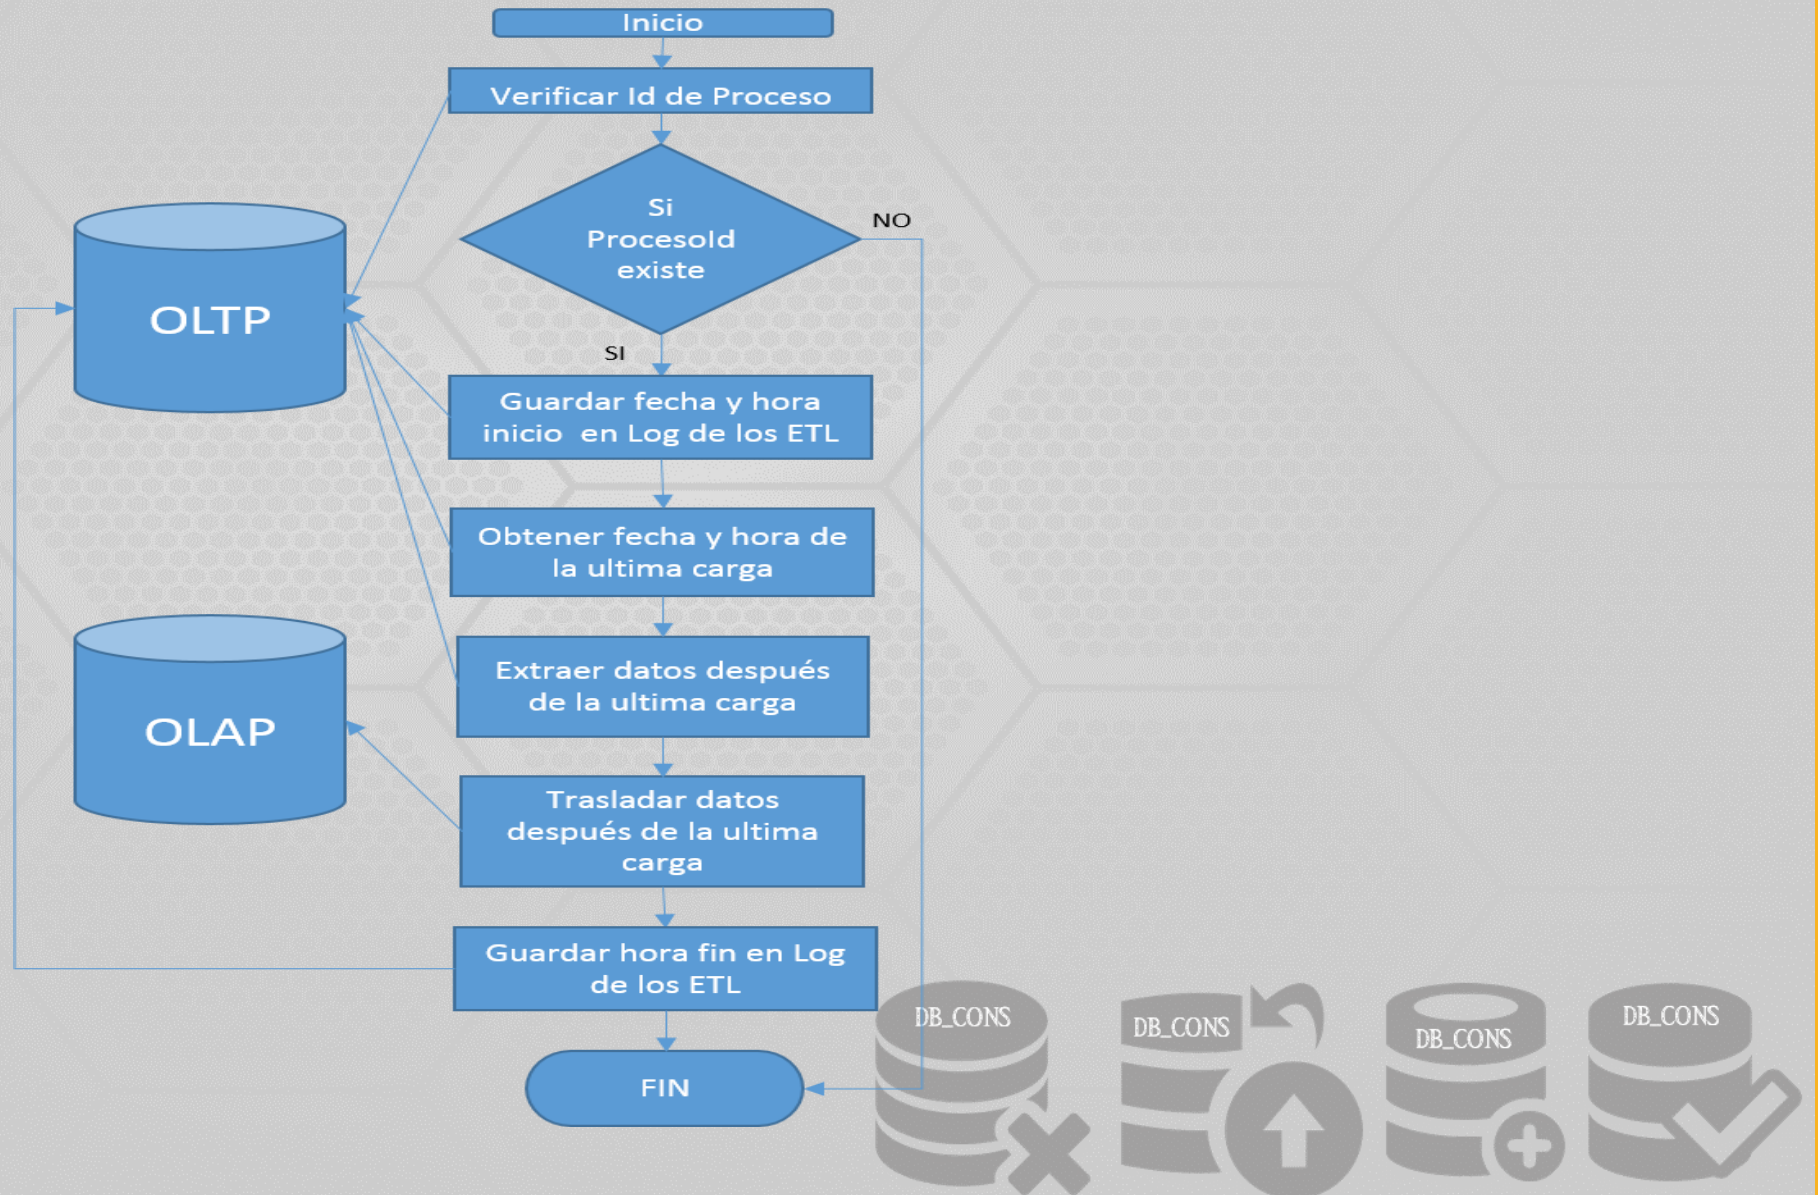 Inicio
Verificar Id de Proceso
Si
ProcesoId
existe
NO
SI
OLTP
Guardar fecha y hora
inicio en Log de los ETL
Obtener fecha y hora de
la ultima carga
Extraer datos después
de la ultima carga
OLAP
Trasladar datos
después de la ultima
carga
Guardar hora fin en Log
de los ETL
FIN
DB_CONS
DB_CONS
DB_CONS
DB_CONS